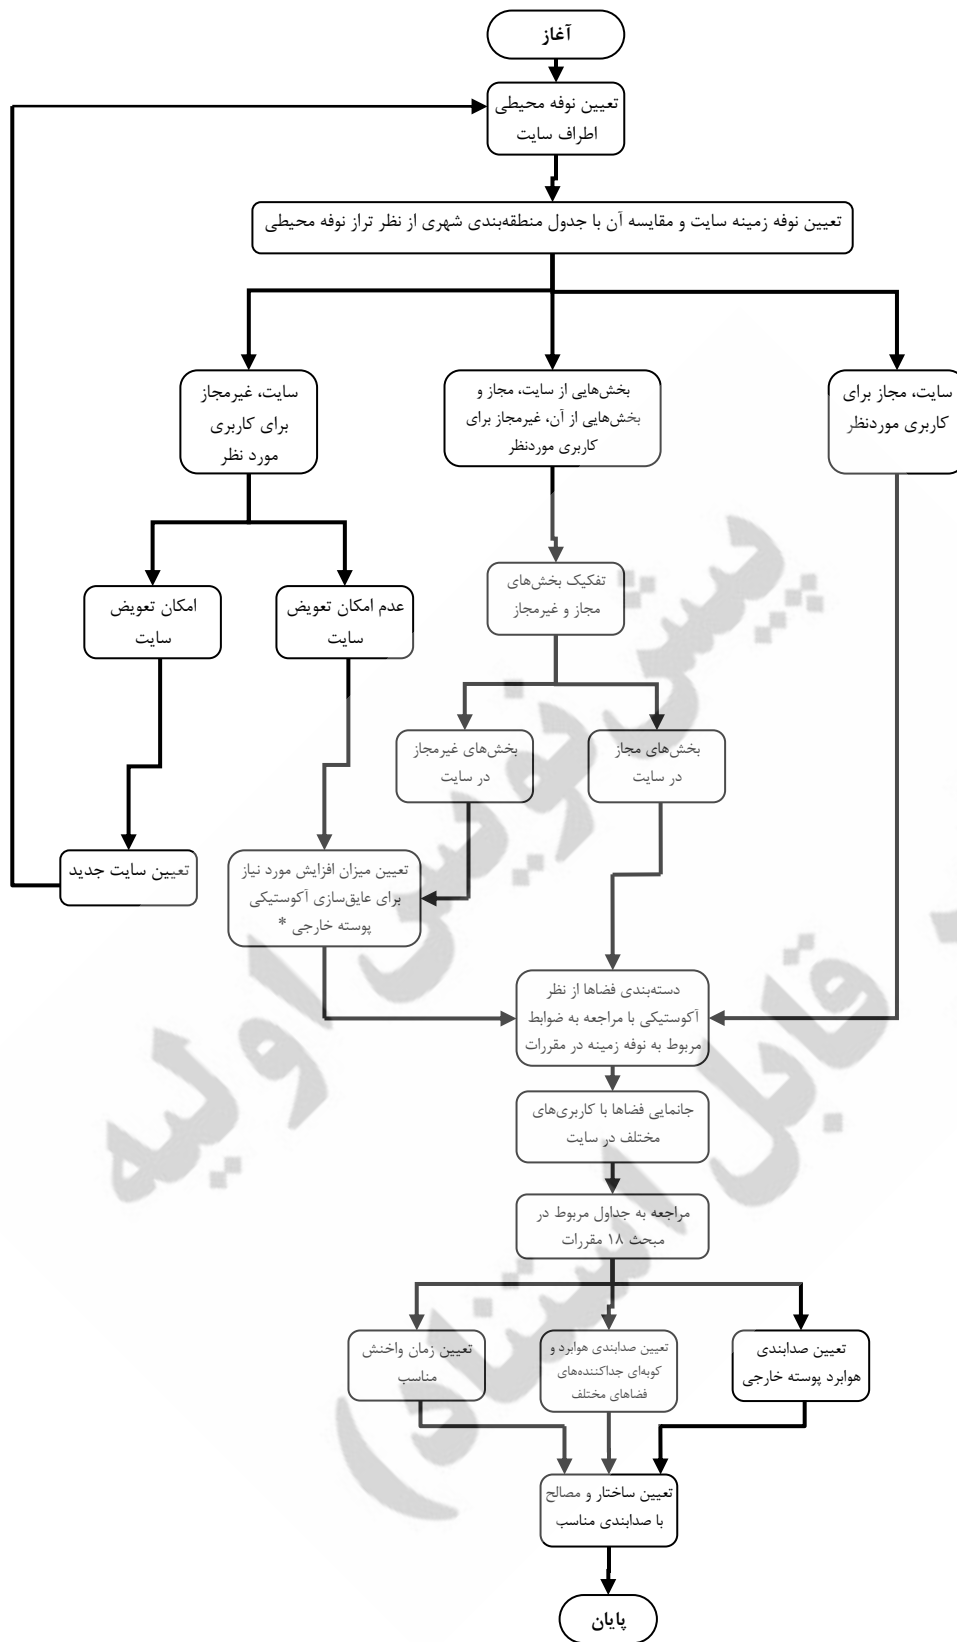 آغاز
تعیین نوفه محیطی
اطراف سایت
تعیین نوفه زمینه سایت و مقایسه آن با جدول منطقه‌بندی شهری از نظر تراز نوفه محیطی
سایت، مجاز برای
کاربری موردنظر
بخش‌هایی از سایت، مجاز و
بخش‌هایی از آن، غیرمجاز برای
کاربری موردنظر
سایت، غیرمجاز
برای کاربری
مورد نظر
تفکیک بخش‌های
مجاز و غیرمجاز
عدم امکان تعویض
سایت
امکان تعویض
سایت
بخش‌های مجاز
در سایت
بخش‌های غیرمجاز
در سایت
تعیین میزان افزایش مورد نیاز
برای عایق‌سازی آکوستیکی
پوسته خارجی *
تعیین سایت جدید
دسته‌بندی فضاها از نظر
آکوستیکی با مراجعه به ضوابط
مربوط به نوفه زمینه در مقررات
جانمایی فضاها با کاربری‌های
مختلف در سایت
مراجعه به جداول مربوط در
مبحث ۱۸ مقررات
تعیین صدابندی
هوابرد پوسته خارجی
تعیین صدابندی هوابرد و
کوبه‌ای جداکننده‌های
فضاهای مختلف
تعیین زمان واخنش
مناسب
تعیین ساختار و مصالح
با صدابندی مناسب
پایان
پیش‌نویس اولیه
قابل استناد)